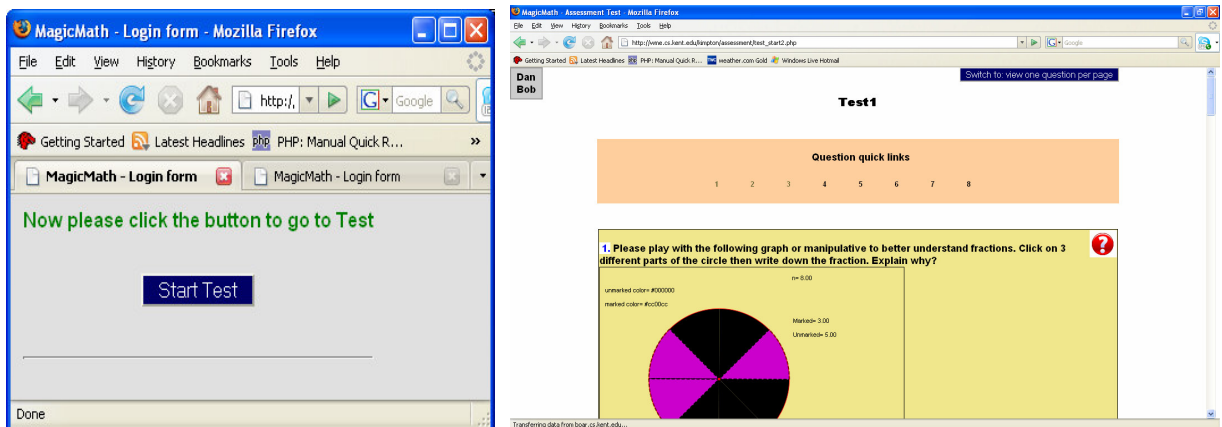 MagicMath - Login form - Mozilla Firefox
File Edit View History Bookmarks Tools Help
http:/, G Google
Getting Started Latest Headlines php PHP: Manual Quick R... »
MagicMath - Login form MagicMath - Login form
Now please click the button to go to Test
Start Test
Done
MagicMath - Assessment Test - Mozilla Firefox
File Edit View History Bookmarks Tools Help
http://wme.cs.kent.edu/kimpton/assessment/test_start2.php G Google
Getting Started Latest Headlines PHP: Manual Quick R... weather.com Gold Windows Live Hotmail
Dan
Bob
Switch to: view one question per page
Test1
Question quick links
1 2 3 4 5 6 7 8
1. Please play with the following graph or manipulative to better understand fractions. Click on 3
different parts of the circle then write down the fraction. Explain why?
?
n= 8.00
unmarked color= #000000
marked color= #cc00cc
Marked= 3.00
Unmarked= 5.00
Transferring data from boar.cs.kent.edu...